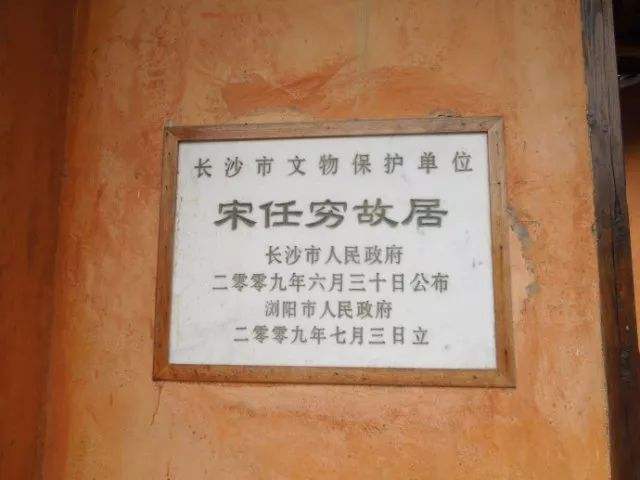 长沙市文物保护单位
宋任穷故居
长沙市人民政府
二零零九年六月三十日公布
浏阳市人民政府
二零零九年七月三日立